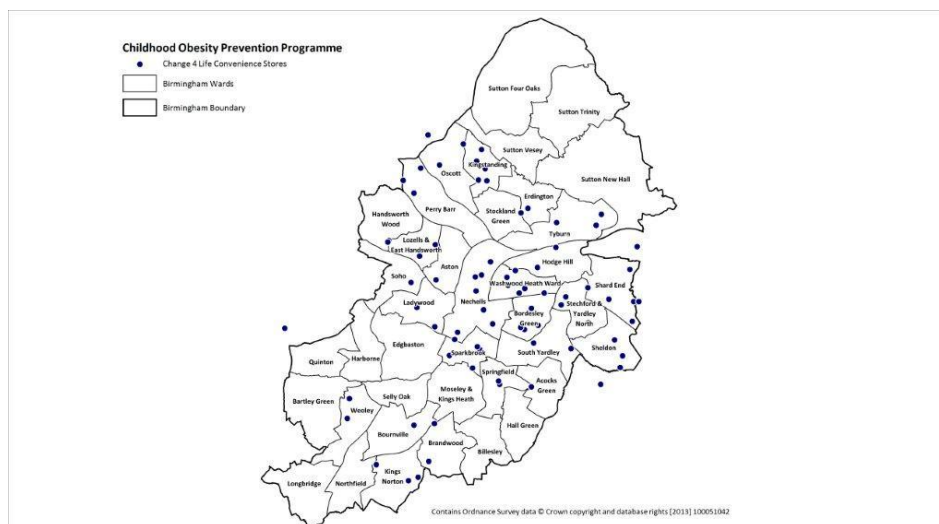 Childhood Obesity Prevention Programme
Change 4 Life Convenience Stores
Birmingham Wards
Birmingham Boundary
Sutton Four Oaks
Sutton Trinity
Sutton Vesey
Kingstanding
Oscott
Sutton New Hall
Erdington
Perry Barr
Stockland
Green
Handsworth
Wood
Tyburn
Lozells &
East Handsworth
Aston
Hodge Hill
Soho
Washwood Heath Ward
Shard End
Ladywood
Nechells
Stechford &
Yardley
North
Bordesley
Green
Edgbaston
Sparkbrook
South Yardley
Sheldon
Quinton
Harborne
Springfield
Acocks
Green
Bartley Green
Selly Oak
Moseley &
Kings Heath
Weoley
Hall Green
Bournville
Brandwood
Billesley
Longbridge
Northfield
Kings
Norton
Contains Ordnance Survey data © Crown copyright and database rights [2013] 100051042